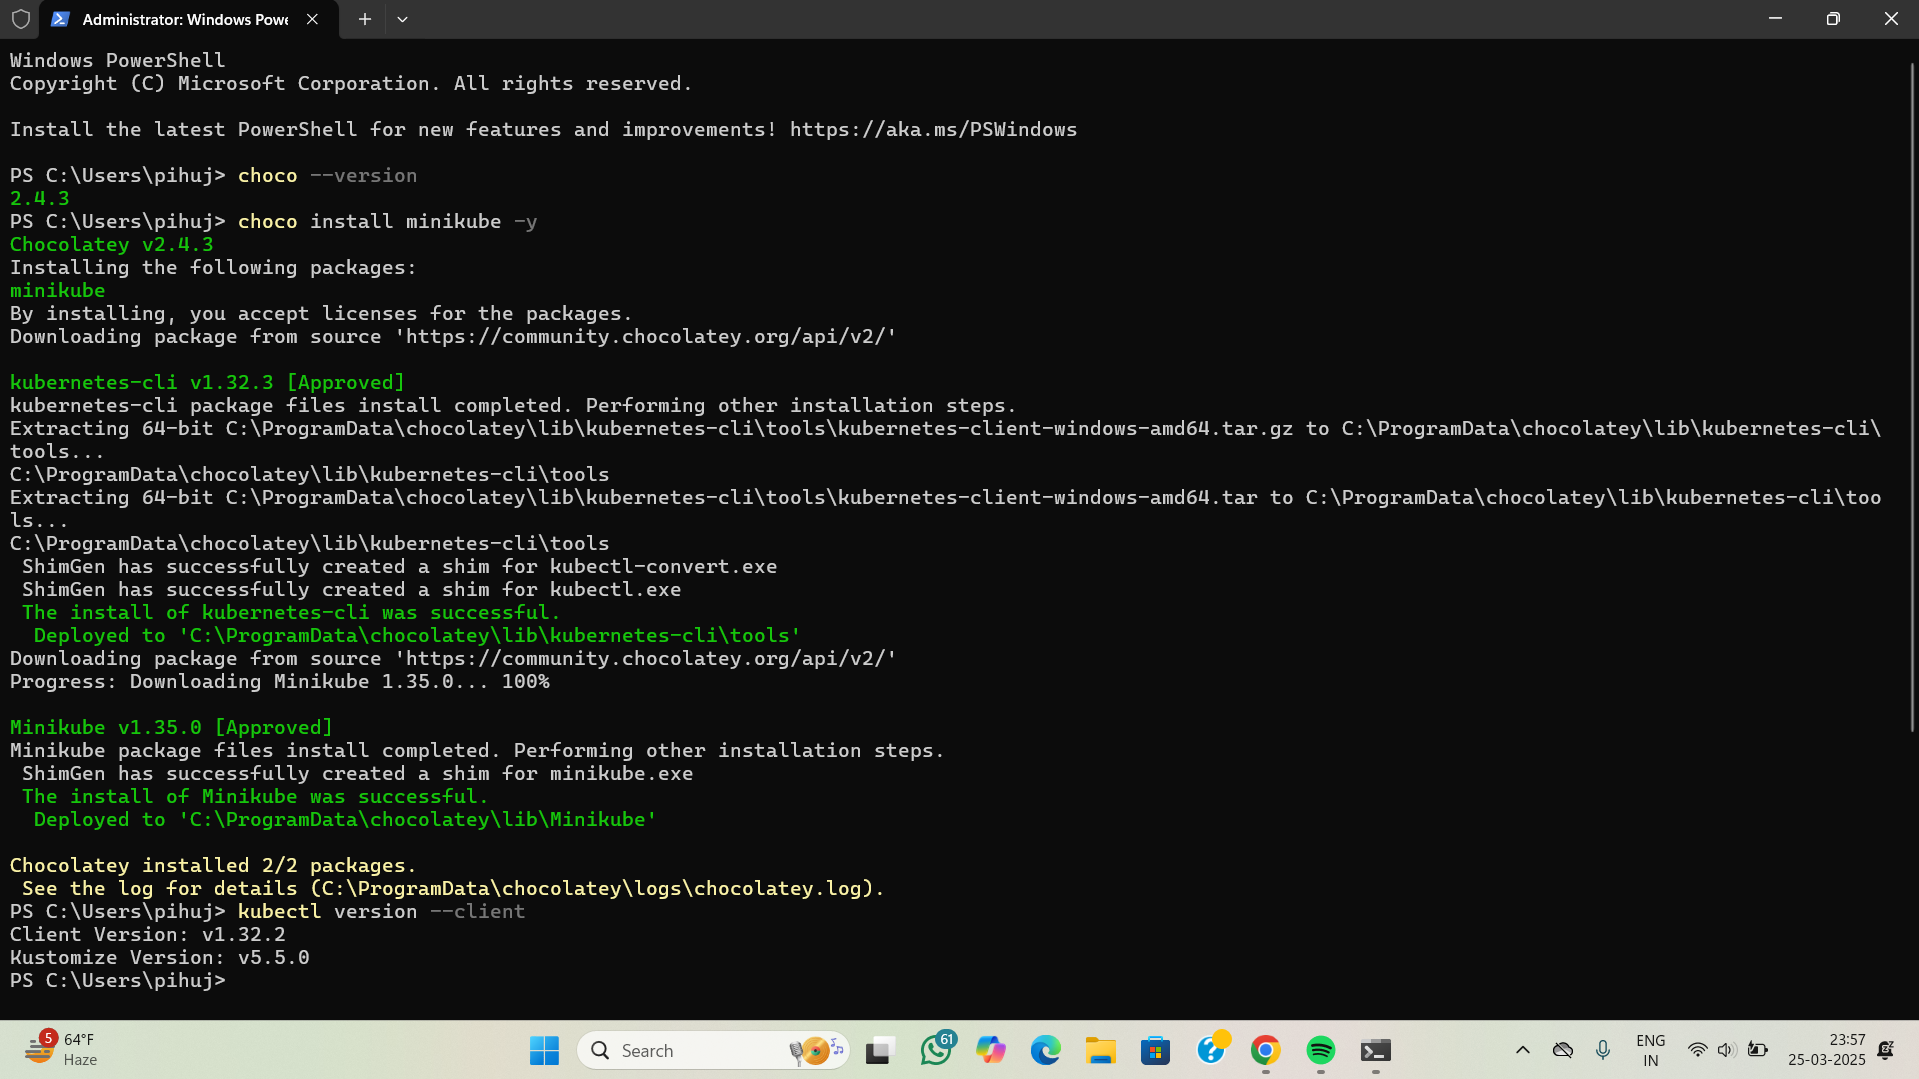 Administrator: Windows Powe
Windows PowerShell
Copyright (C) Microsoft Corporation. All rights reserved.
Install the latest PowerShell for new features and improvements! https://aka.ms/PSWindows
PS C:\Users\pihuj> choco --version
2.4.3
PS C:\Users\pihuj> choco install minikube -y
Chocolatey v2.4.3
Installing the following packages:
minikube
By installing, you accept licenses for the packages.
Downloading package from source 'https://community.chocolatey.org/api/v2/'
kubernetes-cli v1.32.3 [Approved]
kubernetes-cli package files install completed. Performing other installation steps.
Extracting 64-bit C:\ProgramData\chocolatey\lib\kubernetes-cli\tools\kubernetes-client-windows-amd64.tar.gz to C:\ProgramData\chocolatey\lib\kubernetes-cli\
tools...
C:\ProgramData\chocolatey\lib\kubernetes-cli\tools
Extracting 64-bit C:\ProgramData\chocolatey\lib\kubernetes-cli\tools\kubernetes-client-windows-amd64.tar to C:\ProgramData\chocolatey\lib\kubernetes-cli\too
ls...
C:\ProgramData\chocolatey\lib\kubernetes-cli\tools
ShimGen has successfully created a shim for kubectl-convert.exe
ShimGen has successfully created a shim for kubectl.exe
The install of kubernetes-cli was successful.
Deployed to 'C:\ProgramData\chocolatey\lib\kubernetes-cli\tools'
Downloading package from source 'https://community.chocolatey.org/api/v2/'
Progress: Downloading Minikube 1.35.0... 100%
Minikube v1.35.0 [Approved]
Minikube package files install completed. Performing other installation steps.
ShimGen has successfully created a shim for minikube.exe
The install of Minikube was successful.
Deployed to 'C:\ProgramData\chocolatey\lib\Minikube'
Chocolatey installed 2/2 packages.
See the log for details (C:\ProgramData\chocolatey\logs\chocolatey.log).
PS C:\Users\pihuj> kubectl version --client
Client Version: v1.32.2
Kustomize Version: v5.5.0
PS C:\Users\pihuj>
5
64°F
Haze
Search
61
ENG
IN
23:57
25-03-2025